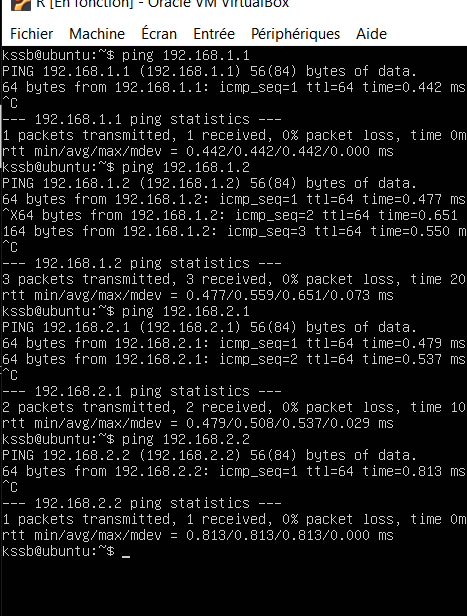 R [En fonction] - Oracle VM VirtualBox
Fichier Machine Écran Entrée Périphériques Aide
kssb@ubuntu:~$ ping 192.168.1.1
PING 192.168.1.1 (192.168.1.1) 56(84) bytes of data.
64 bytes from 192.168.1.1: icmp_seq=1 ttl=64 time=0.442 ms
^C
--- 192.168.1.1 ping statistics ---
1 packets transmitted, 1 received, 0% packet loss, time 0m
rtt min/avg/max/mdev = 0.442/0.442/0.442/0.000 ms
kssb@ubuntu:~$ ping 192.168.1.2
PING 192.168.1.2 (192.168.1.2) 56(84) bytes of data.
64 bytes from 192.168.1.2: icmp_seq=1 ttl=64 time=0.477 ms
^X64 bytes from 192.168.1.2: icmp_seq=2 ttl=64 time=0.651
164 bytes from 192.168.1.2: icmp_seq=3 ttl=64 time=0.550 m
^C
--- 192.168.1.2 ping statistics ---
3 packets transmitted, 3 received, 0% packet loss, time 20
rtt min/avg/max/mdev = 0.477/0.559/0.651/0.073 ms
kssb@ubuntu:~$ ping 192.168.2.1
PING 192.168.2.1 (192.168.2.1) 56(84) bytes of data.
64 bytes from 192.168.2.1: icmp_seq=1 ttl=64 time=0.479 ms
64 bytes from 192.168.2.1: icmp_seq=2 ttl=64 time=0.537 ms
^C
--- 192.168.2.1 ping statistics ---
2 packets transmitted, 2 received, 0% packet loss, time 10
rtt min/avg/max/mdev = 0.479/0.508/0.537/0.029 ms
kssb@ubuntu:~$ ping 192.168.2.2
PING 192.168.2.2 (192.168.2.2) 56(84) bytes of data.
64 bytes from 192.168.2.2: icmp_seq=1 ttl=64 time=0.813 ms
^C
--- 192.168.2.2 ping statistics ---
1 packets transmitted, 1 received, 0% packet loss, time 0m
rtt min/avg/max/mdev = 0.813/0.813/0.813/0.000 ms
kssb@ubuntu:~$ _